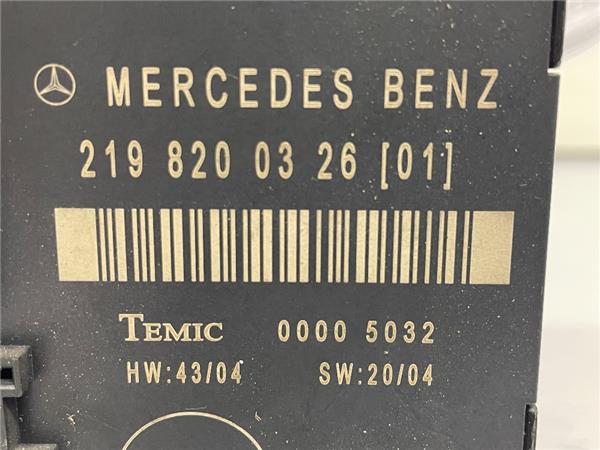 MERCEDES BENZ
219 820 03 26 [01]
TEMIC 0000 5032
HW:43/04 SW:20/04